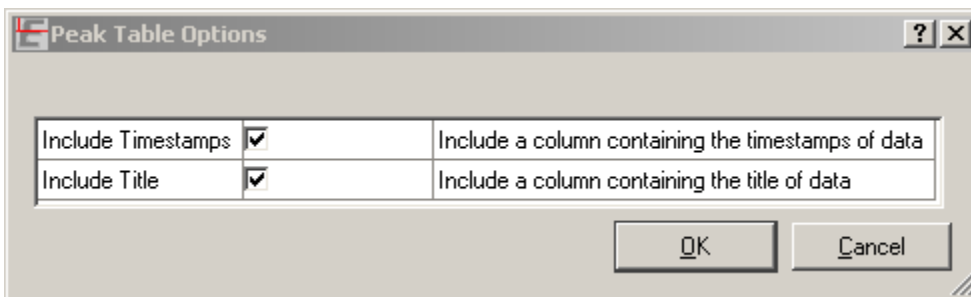 Peak Table Options
Include Timestamps Include a column containing the timestamps of data
Include Title Include a column containing the title of data
OK Cancel